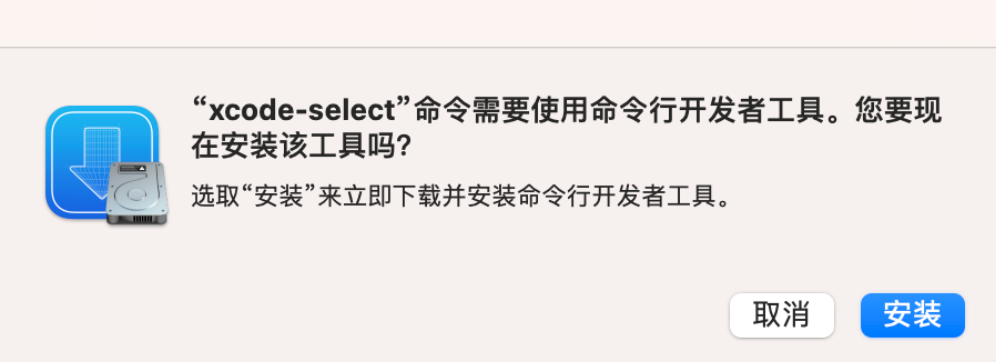 “xcode-select”命令需要使用命令行开发者工具。您要现
在安装该工具吗？
选取“安装”来立即下载并安装命令行开发者工具。
取消
安装